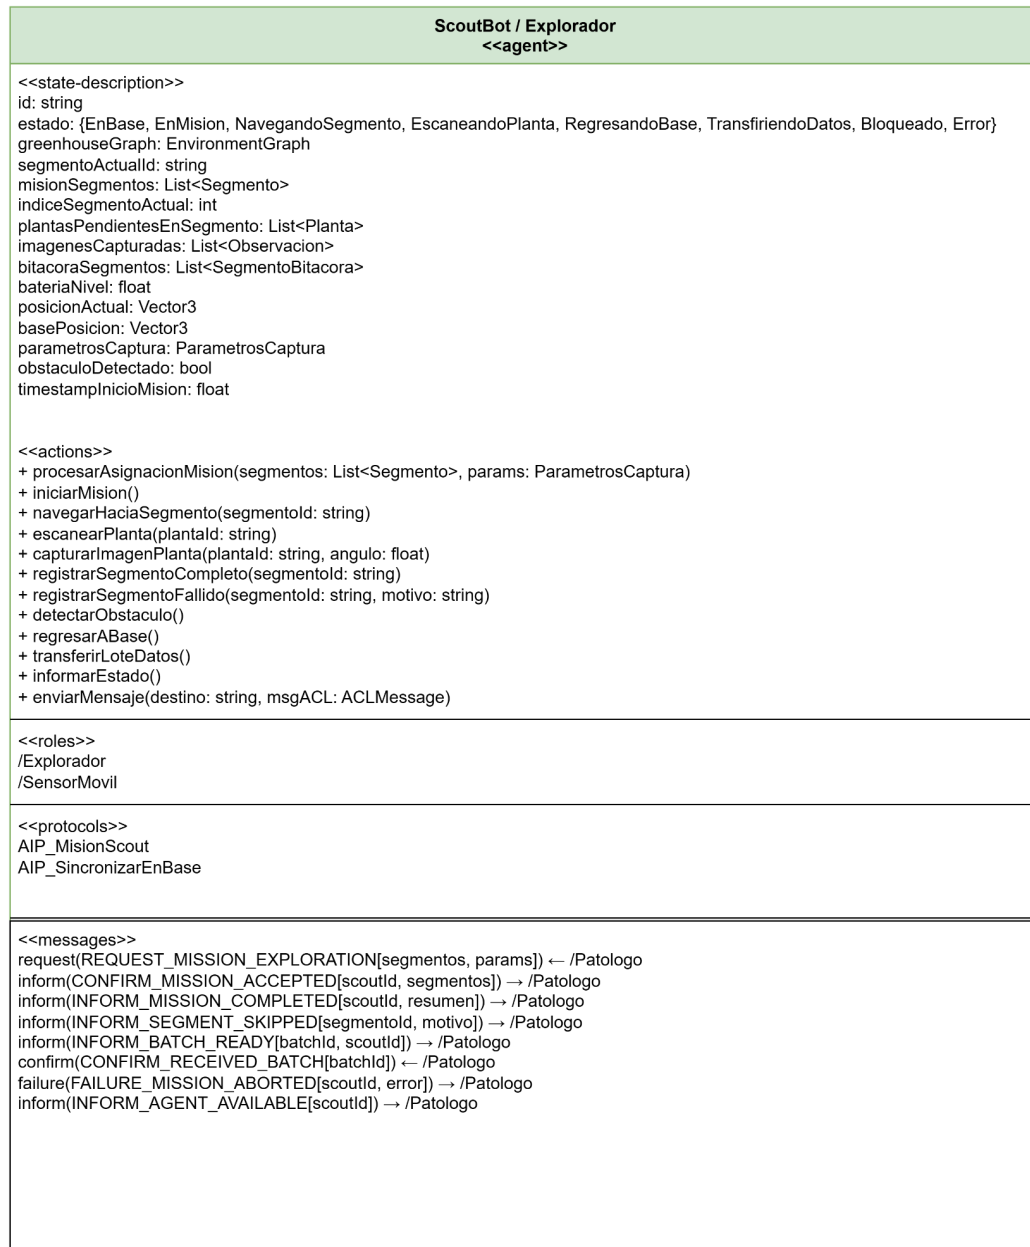 ScoutBot / Explorador
<<agent>>
<<state-description>>
id: string
estado: {EnBase, EnMision, NavegandoSegmento, EscaneandoPlanta, RegresandoBase, TransfiriendoDatos, Bloqueado, Error}
greenhouseGraph: EnvironmentGraph
segmentoActualId: string
misionSegmentos: List<Segmento>
indiceSegmentoActual: int
plantasPendientesEnSegmento: List<Planta>
imagenesCapturadas: List<Observacion>
bitacoraSegmentos: List<SegmentoBitacora>
bateriaNivel: float
posicionActual: Vector3
basePosicion: Vector3
parametrosCaptura: ParametrosCaptura
obstaculoDetectado: bool
timestampInicioMision: float
<<actions>>
+ procesarAsignacionMision(segmentos: List<Segmento>, params: ParametrosCaptura)
+ iniciarMision()
+ navegarHaciaSegmento(segmentoId: string)
+ escanearPlanta(plantaId: string)
+ capturarImagenPlanta(plantaId: string, angulo: float)
+ registrarSegmentoCompleto(segmentoId: string)
+ registrarSegmentoFallido(segmentoId: string, motivo: string)
+ detectarObstaculo()
+ regresarABase()
+ transferirLoteDatos()
+ informarEstado()
+ enviarMensaje(destino: string, msgACL: ACLMessage)
<<roles>>
/Explorador
/SensorMovil
<<protocols>>
AIP_MisionScout
AIP_SincronizarEnBase
<<messages>>
request(REQUEST_MISSION_EXPLORATION[segmentos, params]) ← /Patologo
inform(CONFIRM_MISSION_ACCEPTED[scoutId, segmentos]) → /Patologo
inform(INFORM_MISSION_COMPLETED[scoutId, resumen]) → /Patologo
inform(INFORM_SEGMENT_SKIPPED[segmentoId, motivo]) → /Patologo
inform(INFORM_BATCH_READY[batchId, scoutId]) → /Patologo
confirm(CONFIRM_RECEIVED_BATCH[batchId]) ← /Patologo
failure(FAILURE_MISSION_ABORTED[scoutId, error]) → /Patologo
inform(INFORM_AGENT_AVAILABLE[scoutId]) → /Patologo